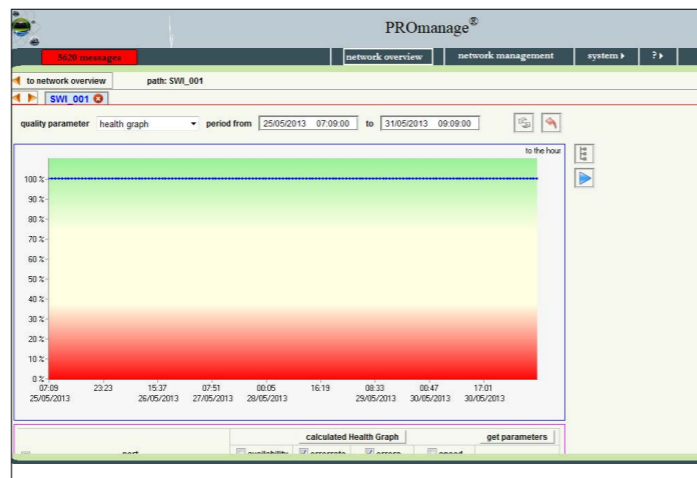 PROmanage®
5620 messages network overview network management system ?
to network overview path: SWI_001
SWI_001
quality parameter health graph period from 25/05/2013 07:09:00 to 31/05/2013 09:09:00
to the hour
100 %
90 %
80 %
70 %
60 %
50 %
40 %
30 %
20 %
10 %
0 %
07:09 23:23 15:37 07:51 00:05 16:19 08:33 00:47 17:01
25/05/2013 26/05/2013 27/05/2013 28/05/2013 29/05/2013 30/05/2013 30/05/2013
calculated Health Graph get parameters
port availability errorrate errors speed